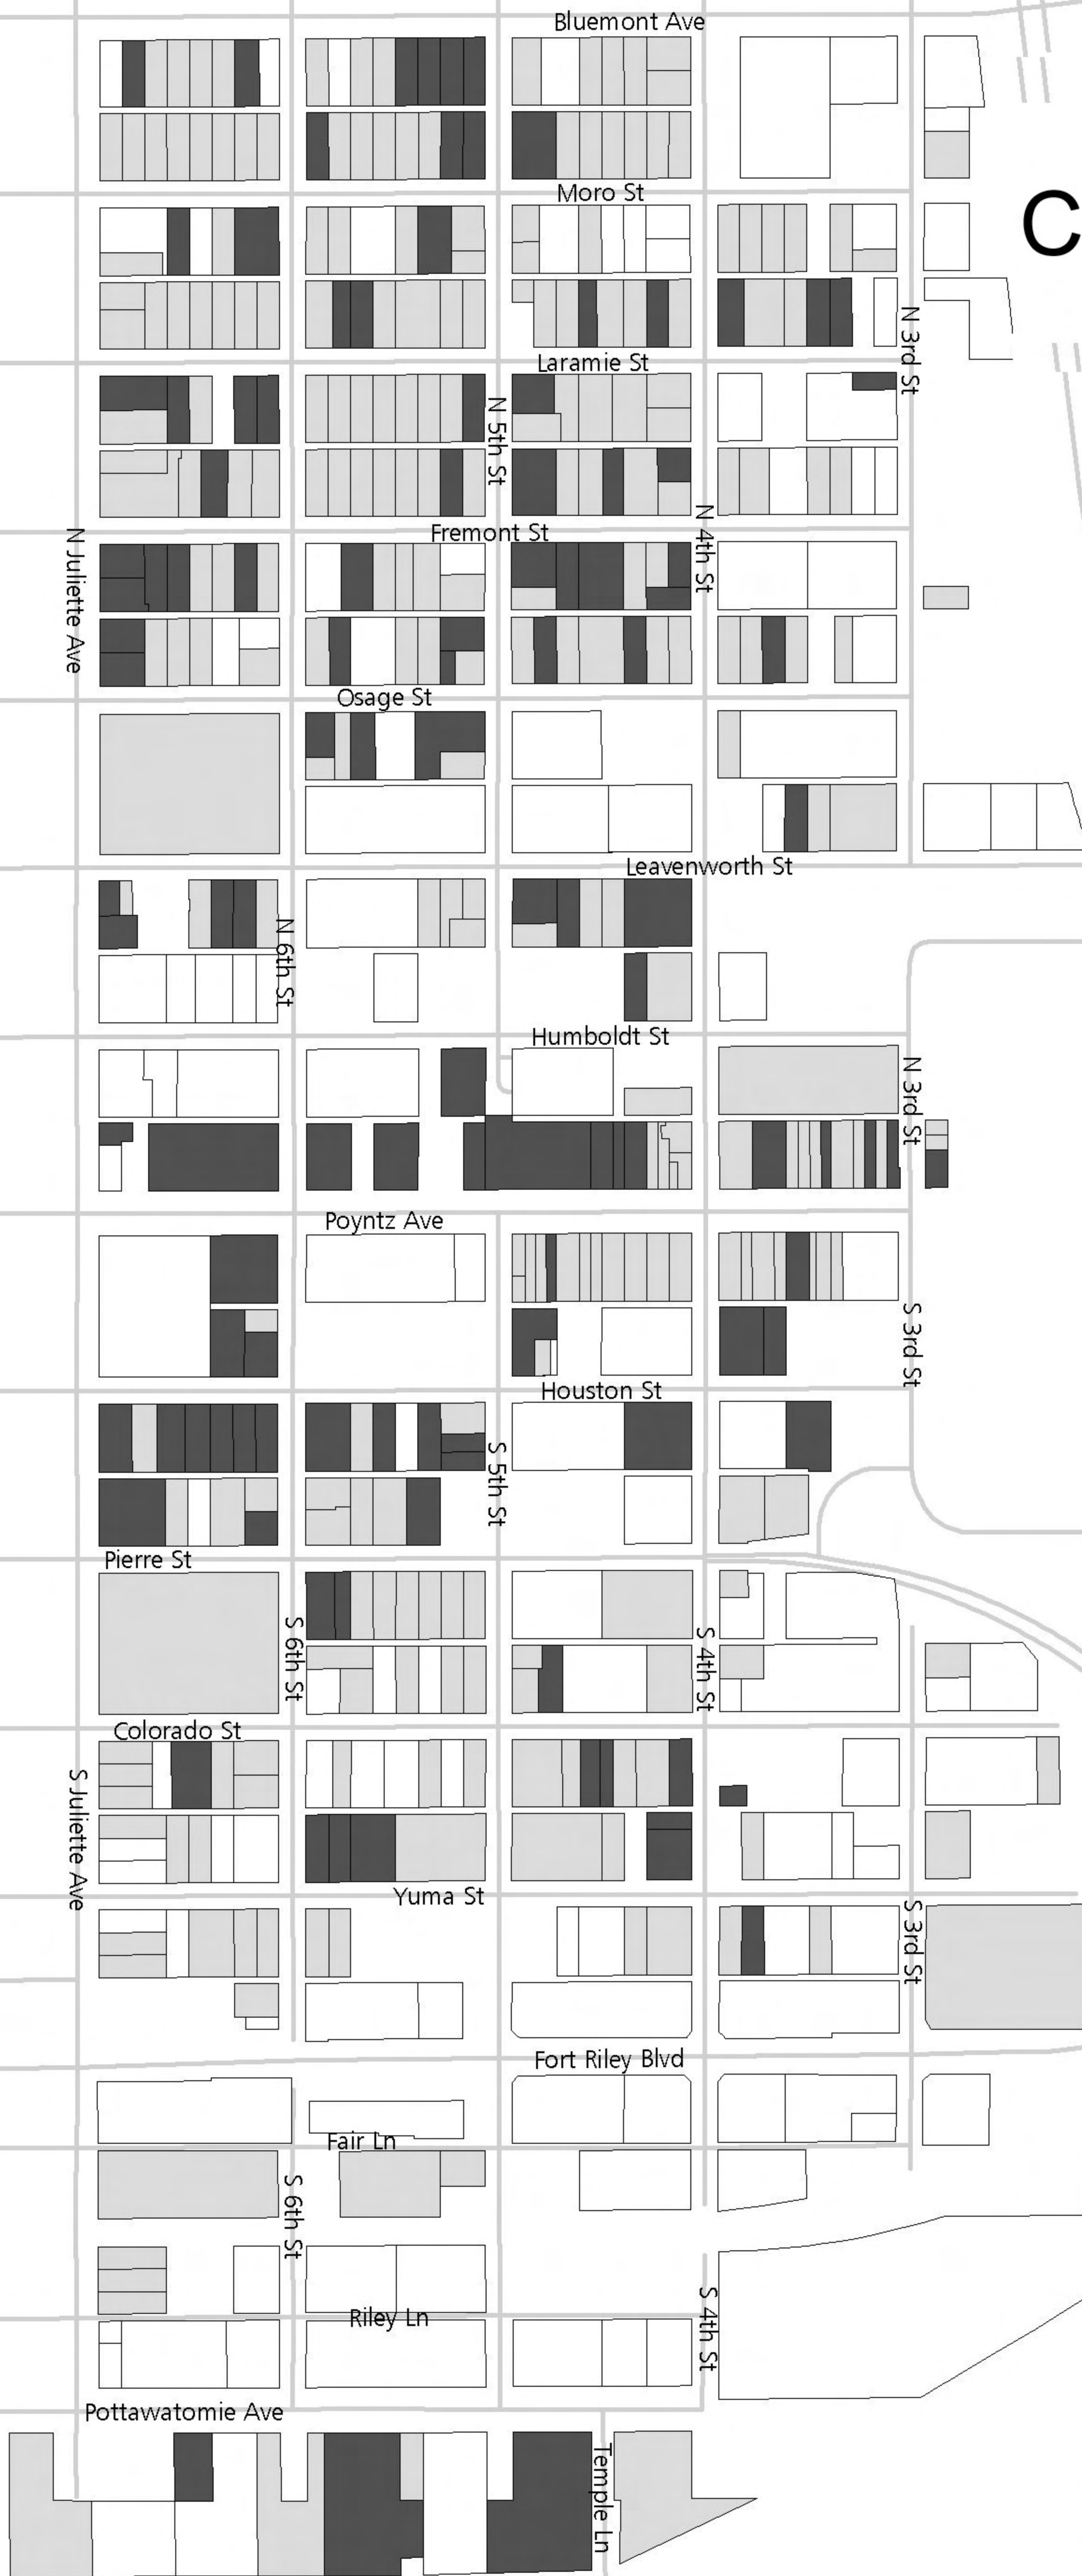 Bluemont Ave
Moro St
C
Laramie St
N 3rd St
N 5th St
N 4th St
Fremont St
N Juliette Ave
Osage St
Leavenworth St
N 6th St
Humboldt St
N 3rd St
Poyntz Ave
S 3rd St
Houston St
S 5th St
Pierre St
S 6th St
S 4th St
Colorado St
S Juliette Ave
Yuma St
S 3rd St
Fort Riley Blvd
Fair Ln
S 6th St
S 4th St
Riley Ln
Pottawatomie Ave
Temple Ln